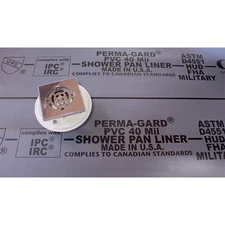 PERMA-GARD®
PVC 40 Mil
SHOWER PAN LINER
MADE IN U.S.A.
COMPLIES TO CANADIAN STANDARDS
complies with
IPC®
IRC®
ASTM
D4551
HUD
FHA
MILITARY
PERMA-GARD®
PVC 40 Mil
SHOWER PAN LINER
MADE IN U.S.A.
COMPLIES TO CANADIAN STANDARDS
complies with
IPC®
IRC®
ASTM
D4551
HUD
FHA
MILITARY